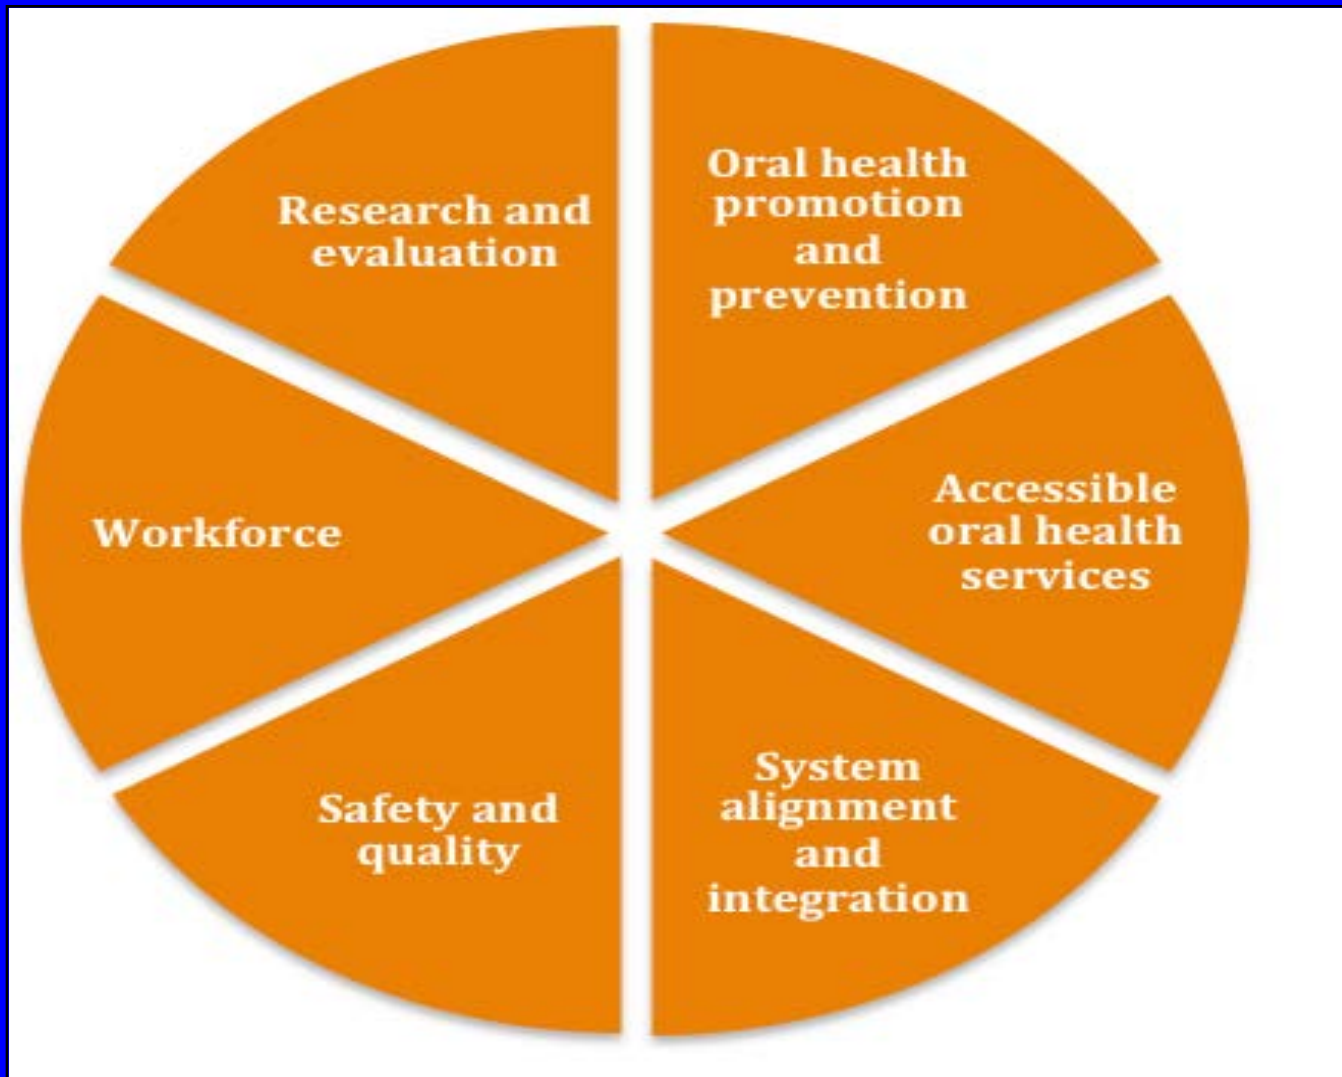 Oral health
promotion
and
prevention
Accessible
oral health
services
System
alignment
and
integration
Safety and
quality
Workforce
Research and
evaluation